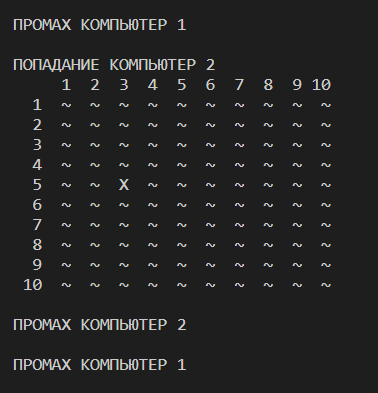 ПРОМАХ КОМПЬЮТЕР 1
ПОПАДАНИЕ КОМПЬЮТЕР 2
1 2 3 4 5 6 7 8 9 10
1 ~ ~ ~ ~ ~ ~ ~ ~ ~ ~
2 ~ ~ ~ ~ ~ ~ ~ ~ ~ ~
3 ~ ~ ~ ~ ~ ~ ~ ~ ~ ~
4 ~ ~ ~ ~ ~ ~ ~ ~ ~ ~
5 ~ ~ X ~ ~ ~ ~ ~ ~ ~
6 ~ ~ ~ ~ ~ ~ ~ ~ ~ ~
7 ~ ~ ~ ~ ~ ~ ~ ~ ~ ~
8 ~ ~ ~ ~ ~ ~ ~ ~ ~ ~
9 ~ ~ ~ ~ ~ ~ ~ ~ ~ ~
10 ~ ~ ~ ~ ~ ~ ~ ~ ~ ~
ПРОМАХ КОМПЬЮТЕР 2
ПРОМАХ КОМПЬЮТЕР 1